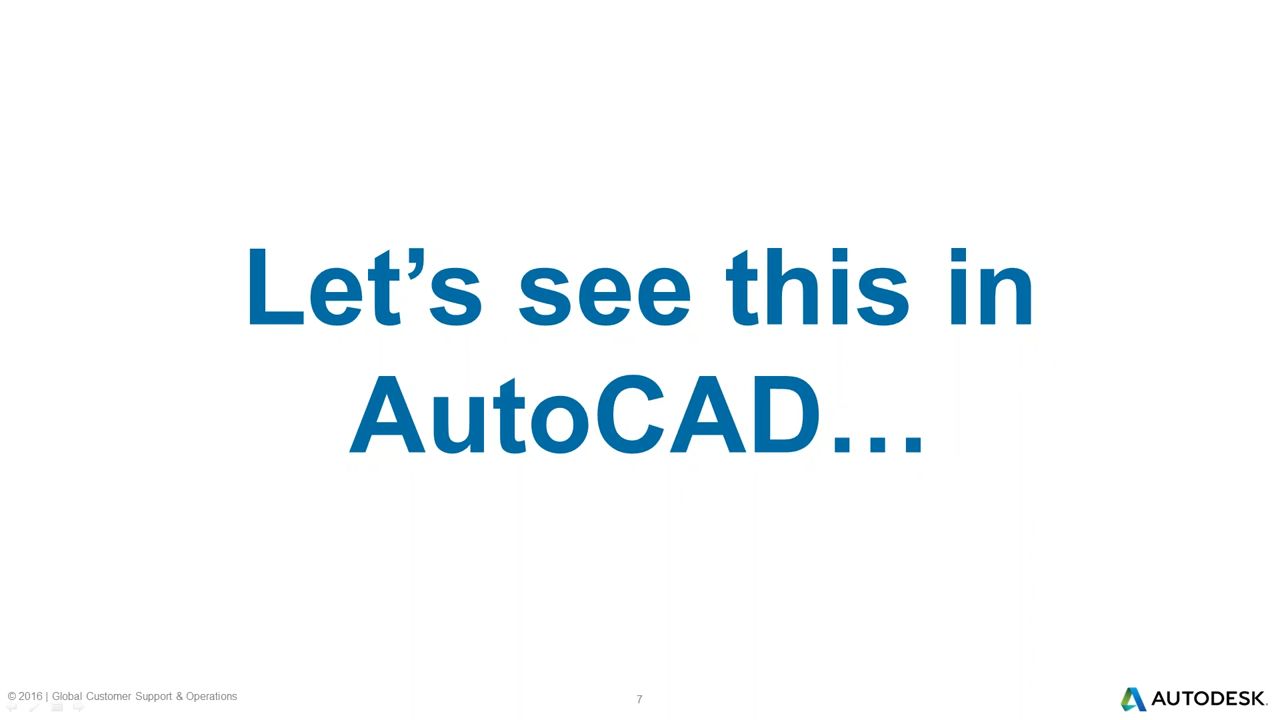 Let’s see this in
AutoCAD…
© 2016 | Global Customer Support & Operations
7
AUTODESK.